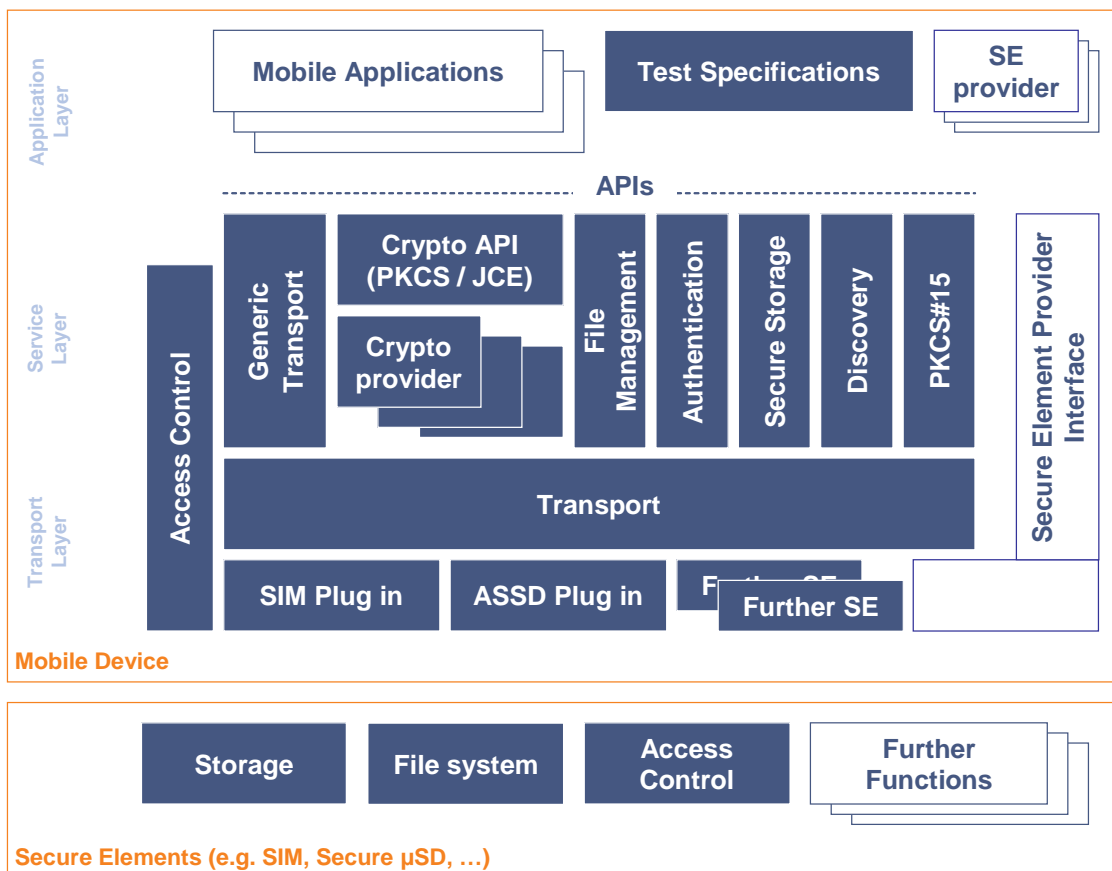 Application
Layer
Mobile Applications
Test Specifications
SE
provider
APIs
Service
Layer
Access Control
Generic
Transport
Crypto API
(PKCS / JCE)
Crypto
provider
File
Management
Authentication
Secure Storage
Discovery
PKCS#15
Secure Element Provider
Interface
Transport
Layer
Transport
SIM Plug in
ASSD Plug in
Further SE
Further SE
Mobile Device
Storage
File system
Access
Control
Further
Functions
Secure Elements (e.g. SIM, Secure µSD, …)